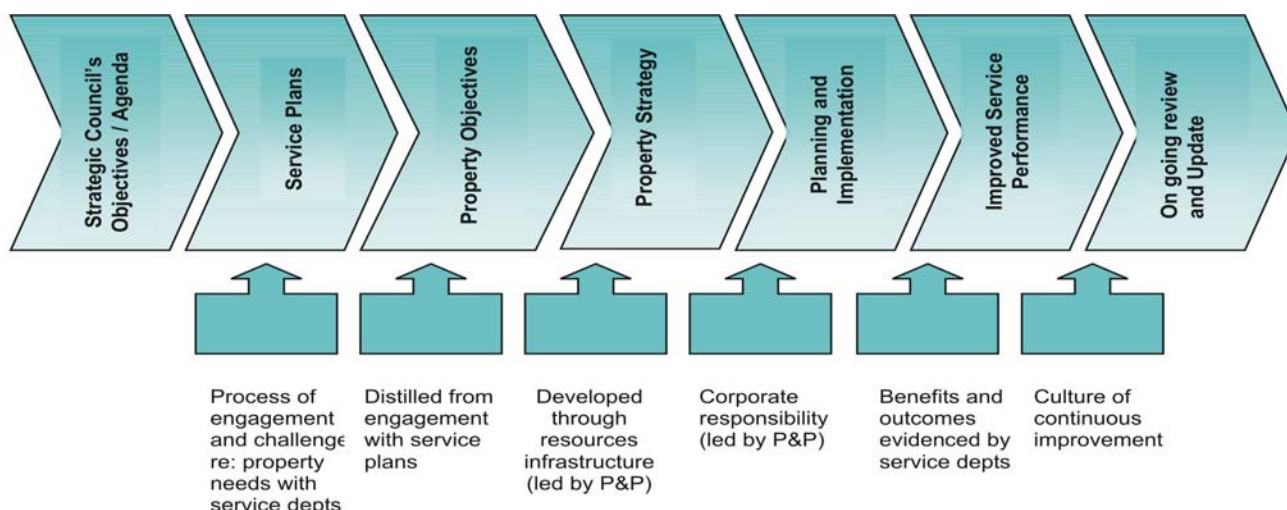 Strategic Council's
Objectives / Agenda
Service Plans
Property Objectives
Property Strategy
Planning and
Implementation
Improved Service
Performance
On going review
and Update
Process of
engagement
and challenge
re: property
needs with
service depts
Distilled from
engagement
with service
plans
Developed
through
resources
infrastructure
(led by P&P)
Corporate
responsibility
(led by P&P)
Benefits and
outcomes
evidenced by
service depts
Culture of
continuous
improvement